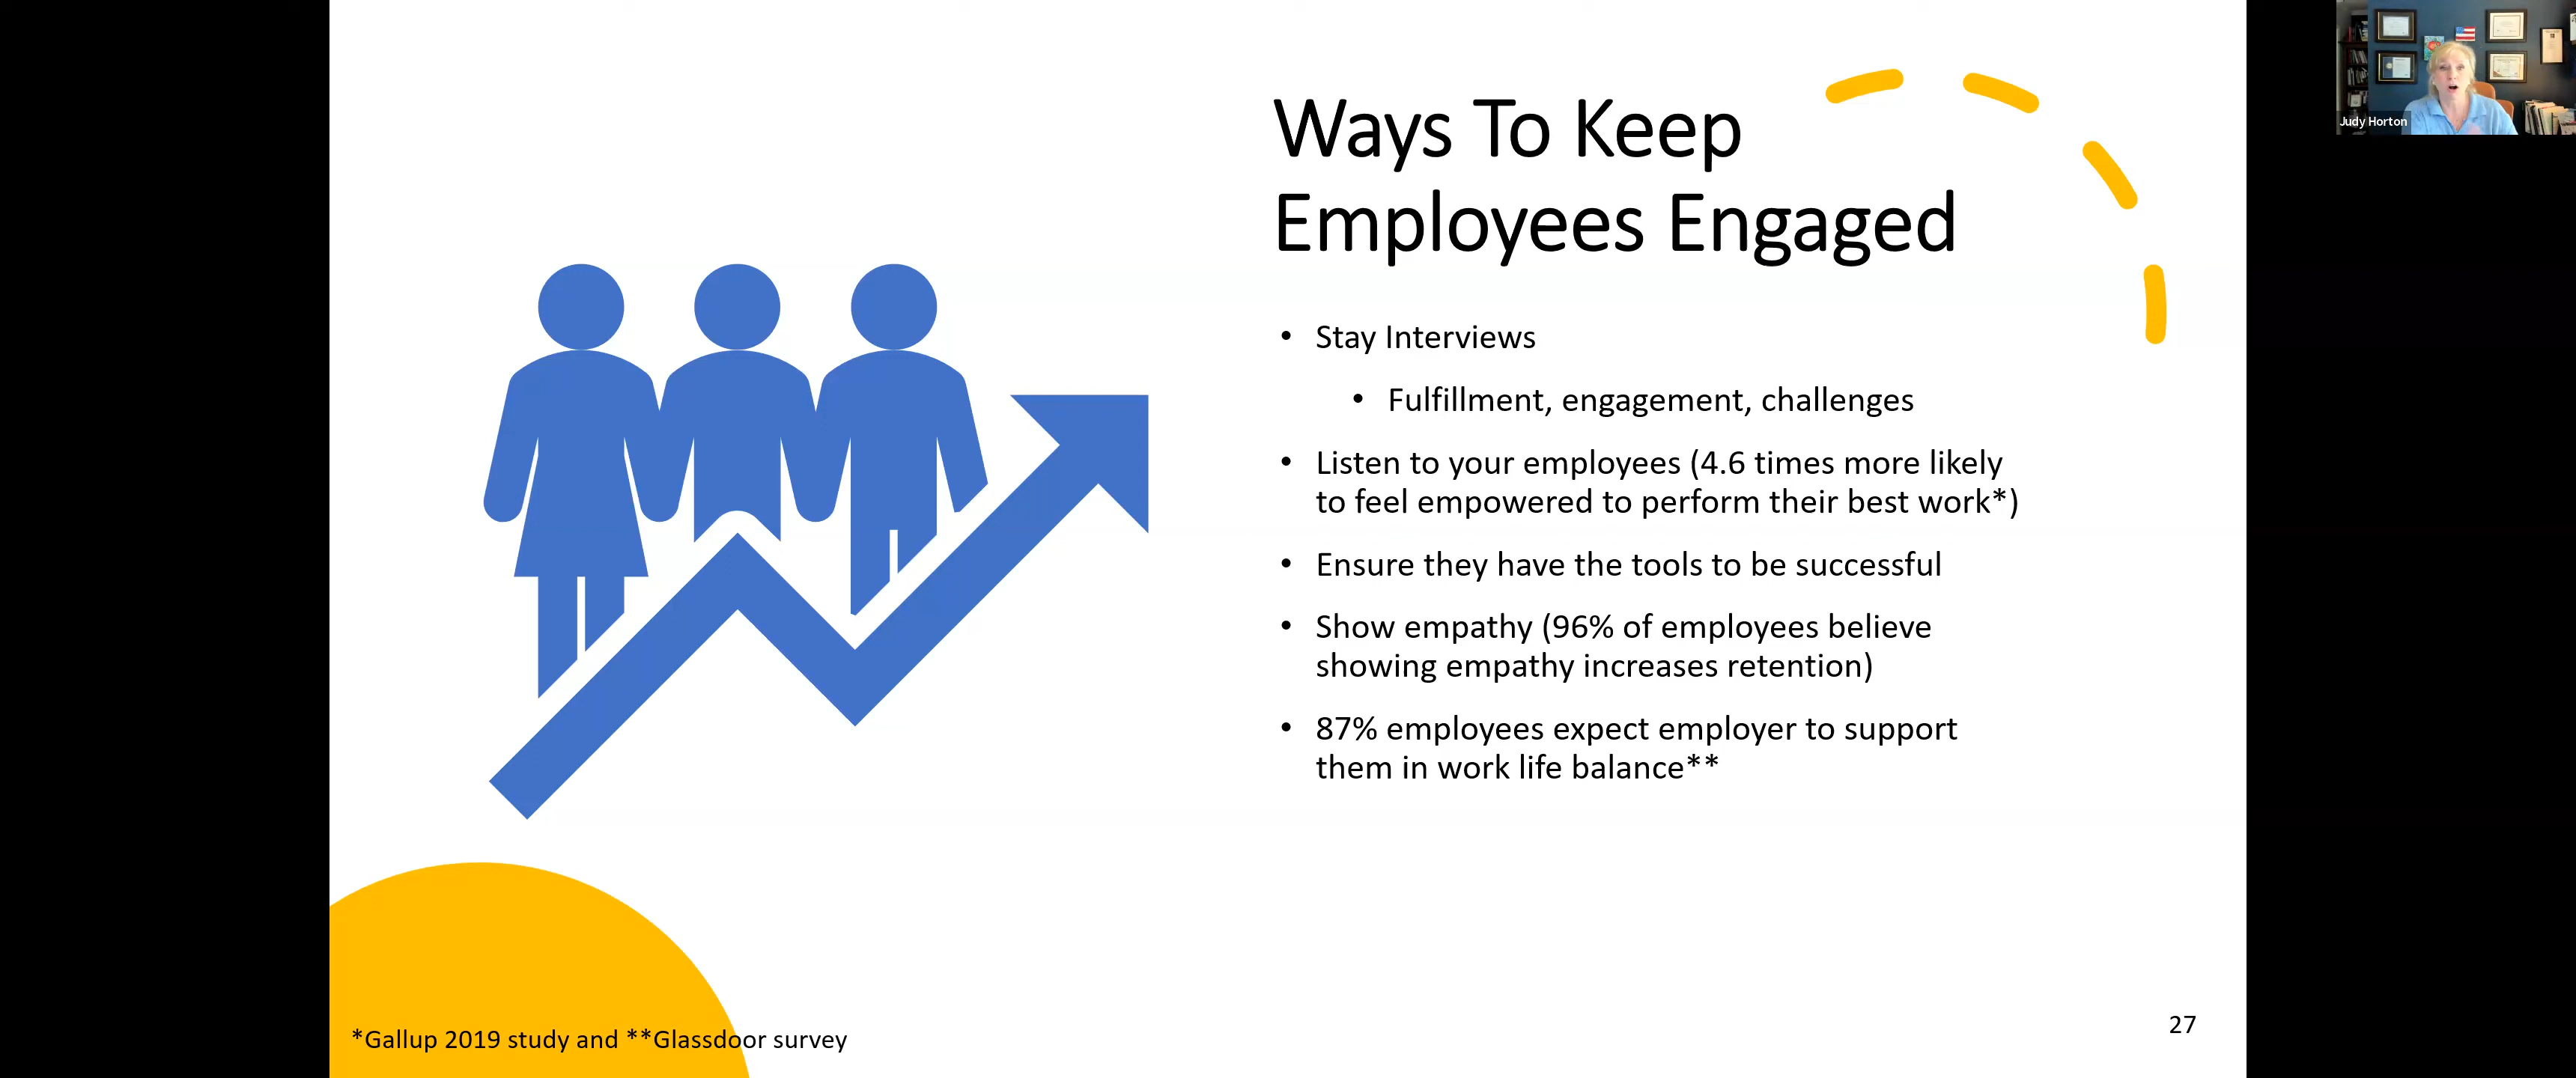 Ways To Keep
Employees Engaged
• Stay Interviews
• Fulfillment, engagement, challenges
• Listen to your employees (4.6 times more likely
to feel empowered to perform their best work*)
• Ensure they have the tools to be successful
• Show empathy (96% of employees believe
showing empathy increases retention)
• 87% employees expect employer to support
them in work life balance**
*Gallup 2019 study and **Glassdoor survey
27
Judy Horton